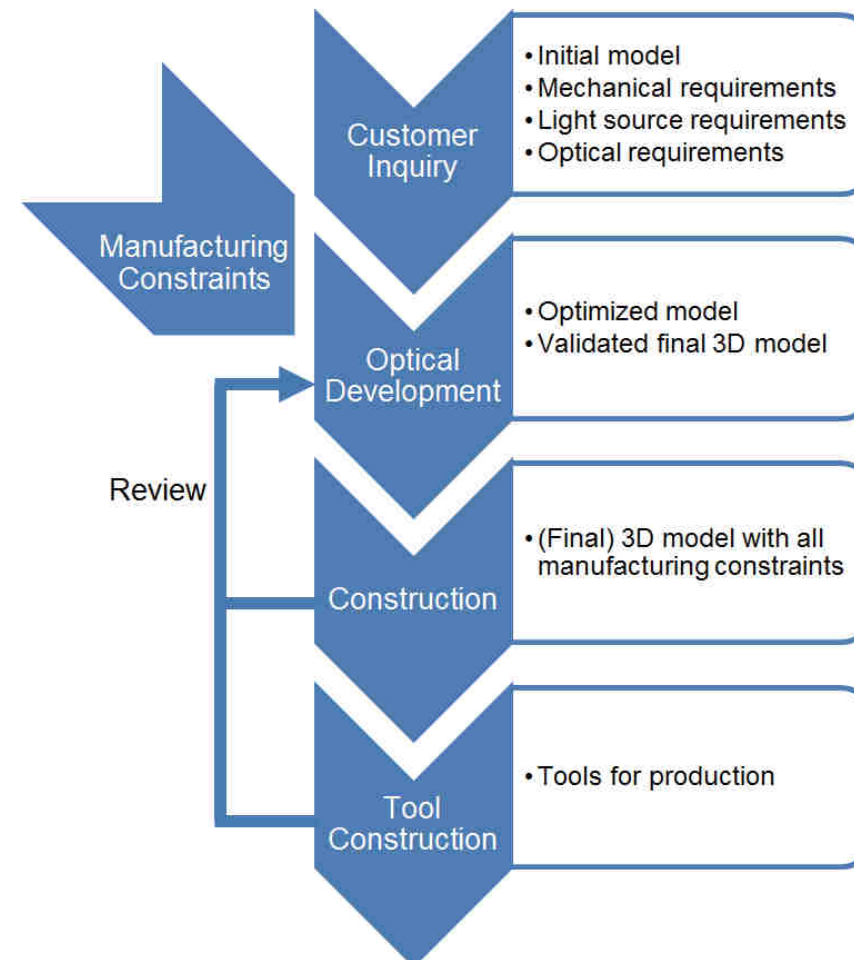 Customer
Inquiry
• Initial model
• Mechanical requirements
• Light source requirements
• Optical requirements
Manufacturing
Constraints
Optical
Development
• Optimized model
• Validated final 3D model
Review
Construction
• (Final) 3D model with all
manufacturing constraints
Tool
Construction
• Tools for production